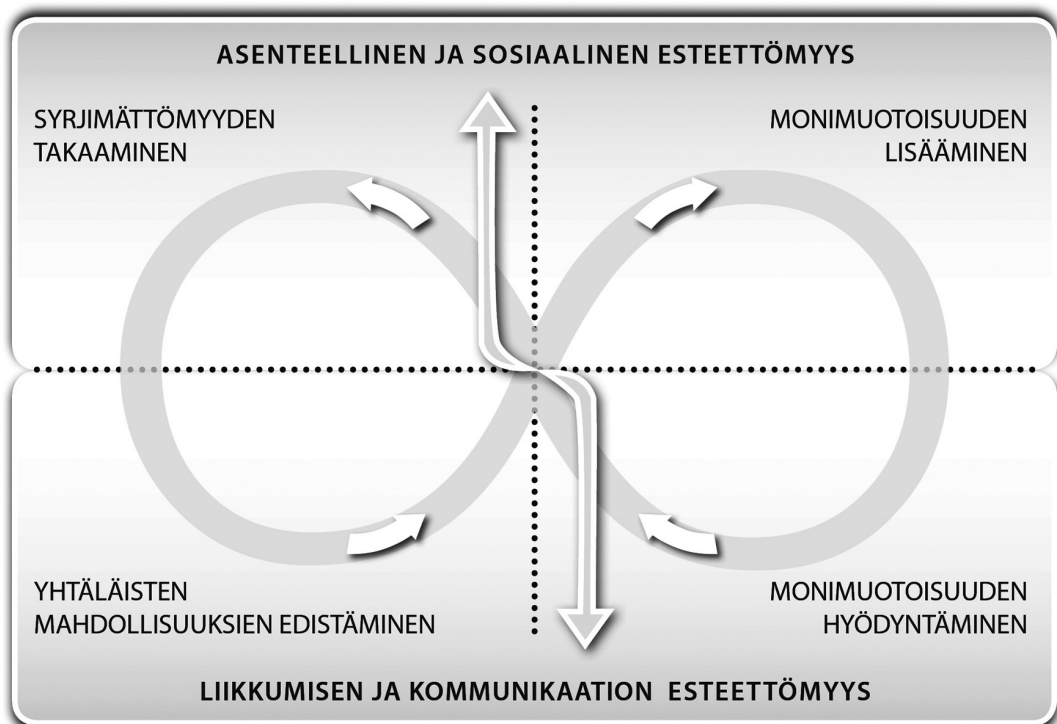 ASENTEELLINEN JA SOSIAALINEN ESTEETTÖMYYS
SYRJIMÄTTÖMYYDEN
TAKAAMINEN
MONIMUOTOISUUDEN
LISÄÄMINEN
YHTÄLÄISTEN
MAHDOLLISUUKSIEN EDISTÄMINEN
MONIMUOTOISUUDEN
HYÖDYNTÄMINEN
LIIKKUMISEN JA KOMMUNIKAATION ESTEETTÖMYYS